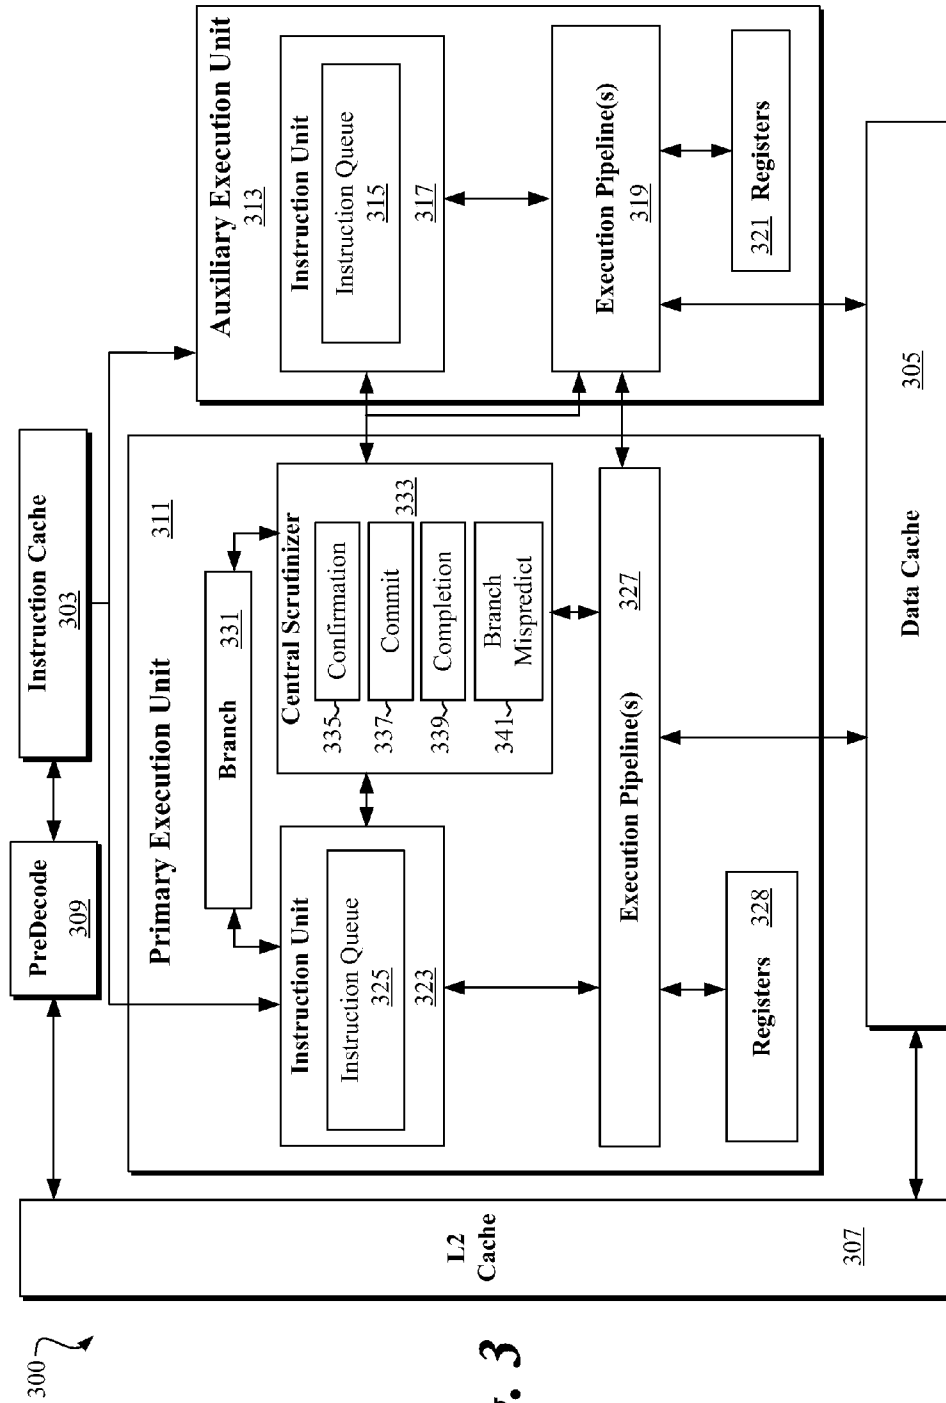 300
L2
Cache
307
PreDecode
309
Instruction Cache
303
Primary Execution Unit
311
Branch
331
Instruction Unit
Instruction Queue
325
323
Central Scrutinizer
333
335
Confirmation
337
Commit
339
Completion
341
Branch
Mispredict
Execution Pipeline(s)
327
Registers
328
Auxiliary Execution Unit
313
Instruction Unit
Instruction Queue
315
317
Execution Pipeline(s)
319
321 Registers
Data Cache
305
. 3